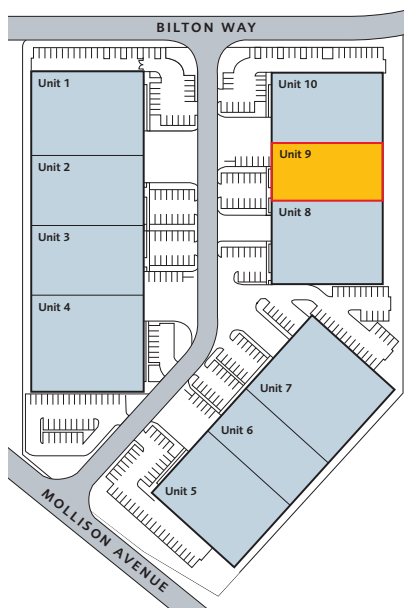 BILTON WAY
Unit 1
Unit 10
Unit 9
Unit 2
Unit 8
Unit 3
Unit 4
Unit 7
Unit 6
Unit 5
MOLLISON AVENUE